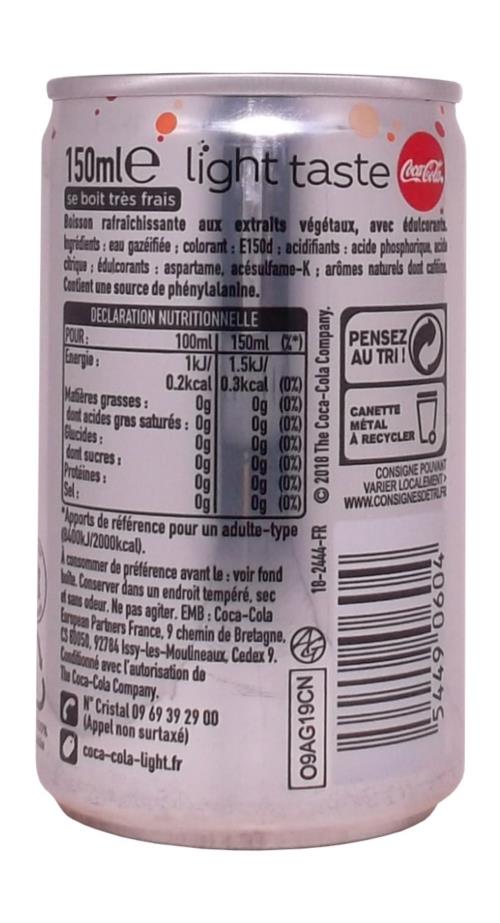 150ml℮ light taste
Coca-Cola
se boit très frais
Boisson rafraîchissante aux extraits végétaux, avec édulcorants.
Ingrédients : eau gazéifiée ; colorant : E150d ; acidifiants : acide phosphorique, acide
citrique ; édulcorants : aspartame, acésulfame-K ; arômes naturels dont caféine.
Contient une source de phénylalanine.
DECLARATION NUTRITIONNELLE
POUR : 100ml 150ml (%*)
Energie : 1kJ/ 1.5kJ/
0.2kcal 0.3kcal (0%)
Matières grasses : 0g 0g (0%)
dont acides gras saturés : 0g 0g (0%)
Glucides : 0g 0g (0%)
dont sucres : 0g 0g (0%)
Protéines : 0g 0g (0%)
Sel : 0g 0g (0%)
*Apports de référence pour un adulte-type
(8400kJ/2000kcal).
À consommer de préférence avant le : voir fond
boîte. Conserver dans un endroit tempéré, sec
et sans odeur. Ne pas agiter. EMB : Coca-Cola
European Partners France, 9 chemin de Bretagne,
CS 80050, 92784 Issy-les-Moulineaux, Cedex 9.
Conditionné avec l'autorisation de
The Coca-Cola Company.
N° Cristal 09 69 39 29 00
(Appel non surtaxé)
coca-cola-light.fr
18-2444-FR © 2018 The Coca-Cola Company.
O9AG19CN
PENSEZ
AU TRI !
CANETTE
MÉTAL
À RECYCLER
CONSIGNE POUVANT
VARIER LOCALEMENT >
WWW.CONSIGNESDETRI.FR
5449 0604